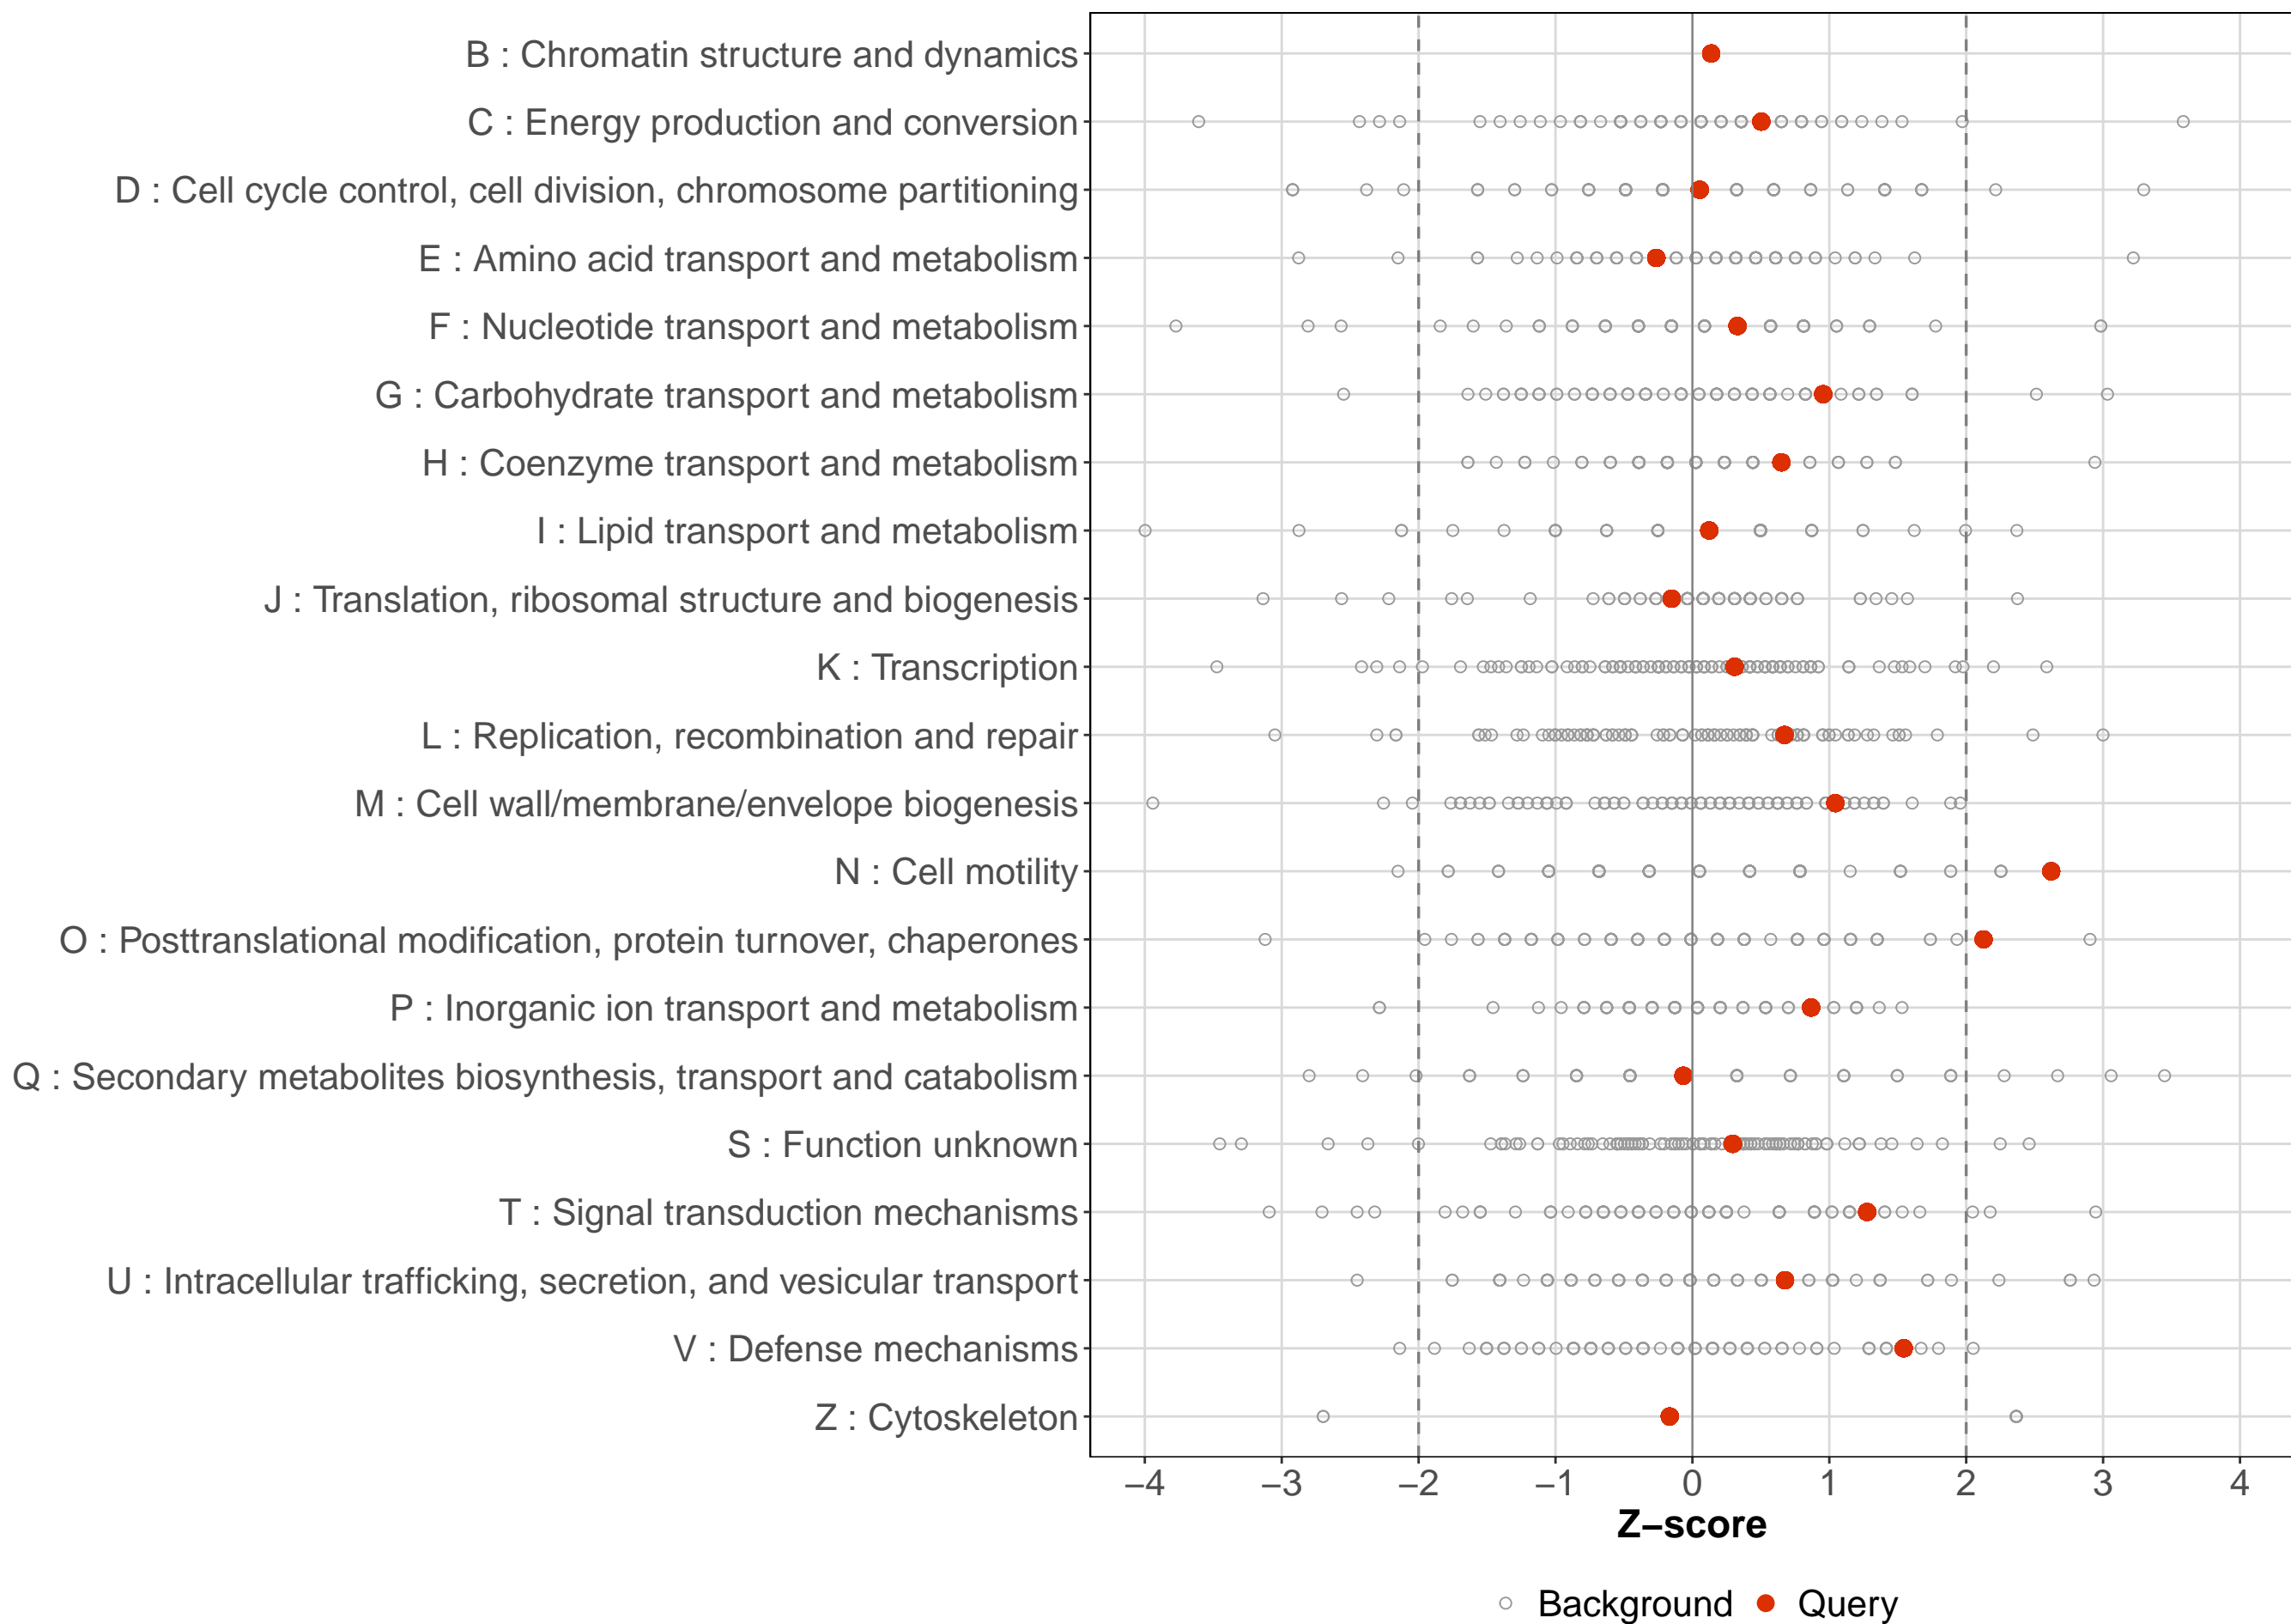 B : Chromatin structure and dynamics
C : Energy production and conversion
D : Cell cycle control, cell division, chromosome partitioning
E : Amino acid transport and metabolism
F : Nucleotide transport and metabolism
G : Carbohydrate transport and metabolism
H : Coenzyme transport and metabolism
I : Lipid transport and metabolism
J : Translation, ribosomal structure and biogenesis
K : Transcription
L : Replication, recombination and repair
M : Cell wall/membrane/envelope biogenesis
N : Cell motility
O : Posttranslational modification, protein turnover, chaperones
P : Inorganic ion transport and metabolism
Q : Secondary metabolites biosynthesis, transport and catabolism
S : Function unknown
T : Signal transduction mechanisms
U : Intracellular trafficking, secretion, and vesicular transport
V : Defense mechanisms
Z : Cytoskeleton
−4 −3 −2 −1 0 1 2 3 4
Z−score
Background Query